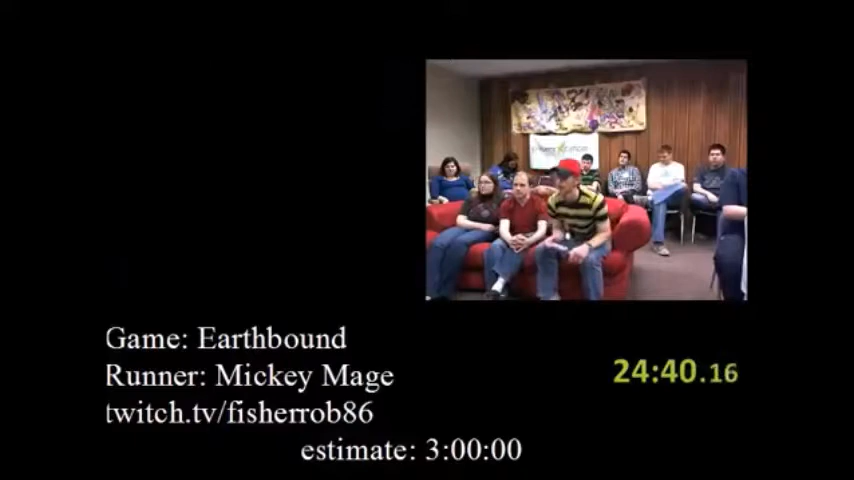 Game: Earthbound
Runner: Mickey Mage
twitch.tv/fisherrob86
24:40.16
estimate: 3:00:00